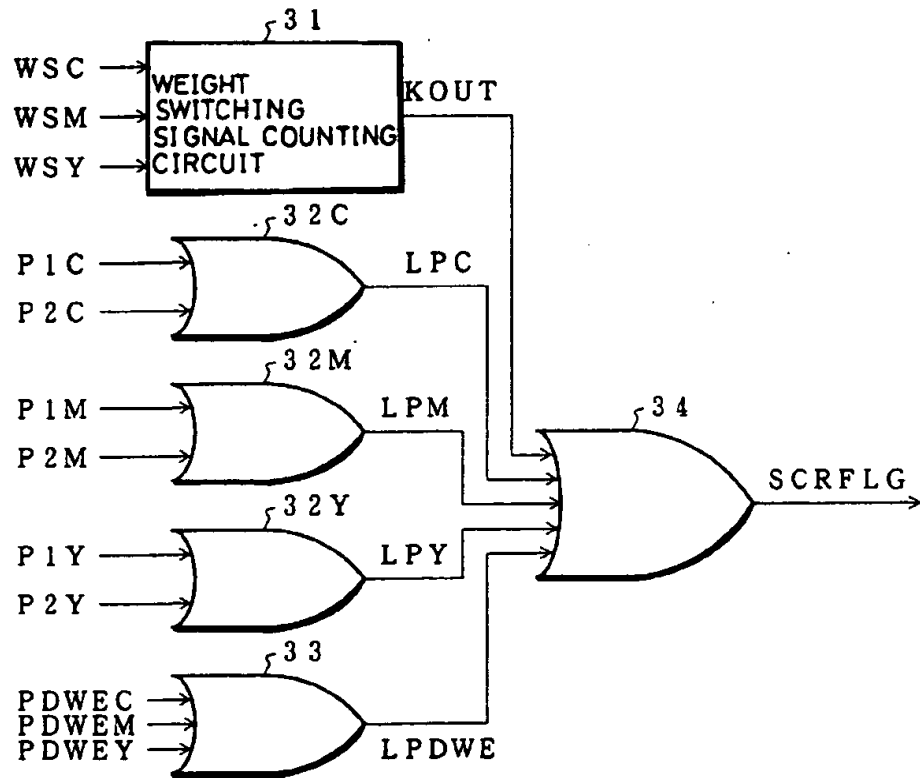 31
WSC
WSM
WSY
WEIGHT
SWITCHING
SIGNAL COUNTING
CIRCUIT
KOUT
32C
P1C
P2C
LPC
32M
P1M
P2M
LPM
34
SCRFLG
32Y
P1Y
P2Y
LPY
33
PDWEC
PDWEM
PDWEY
LPDWE